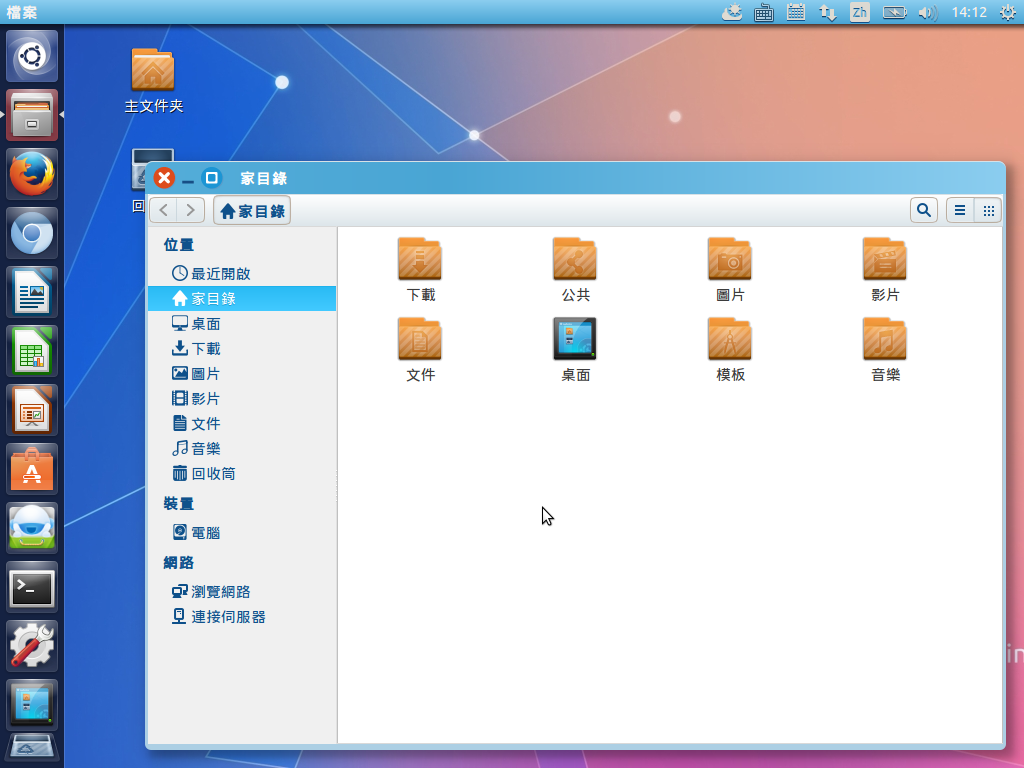 檔案
Zh
14:12
主文件夹
回
家目錄
家目錄
位置
最近開啟
家目錄
桌面
下載
圖片
影片
文件
音樂
回收筒
裝置
電腦
網路
瀏覽網路
連接伺服器
下載
公共
圖片
影片
文件
桌面
模板
音樂
in